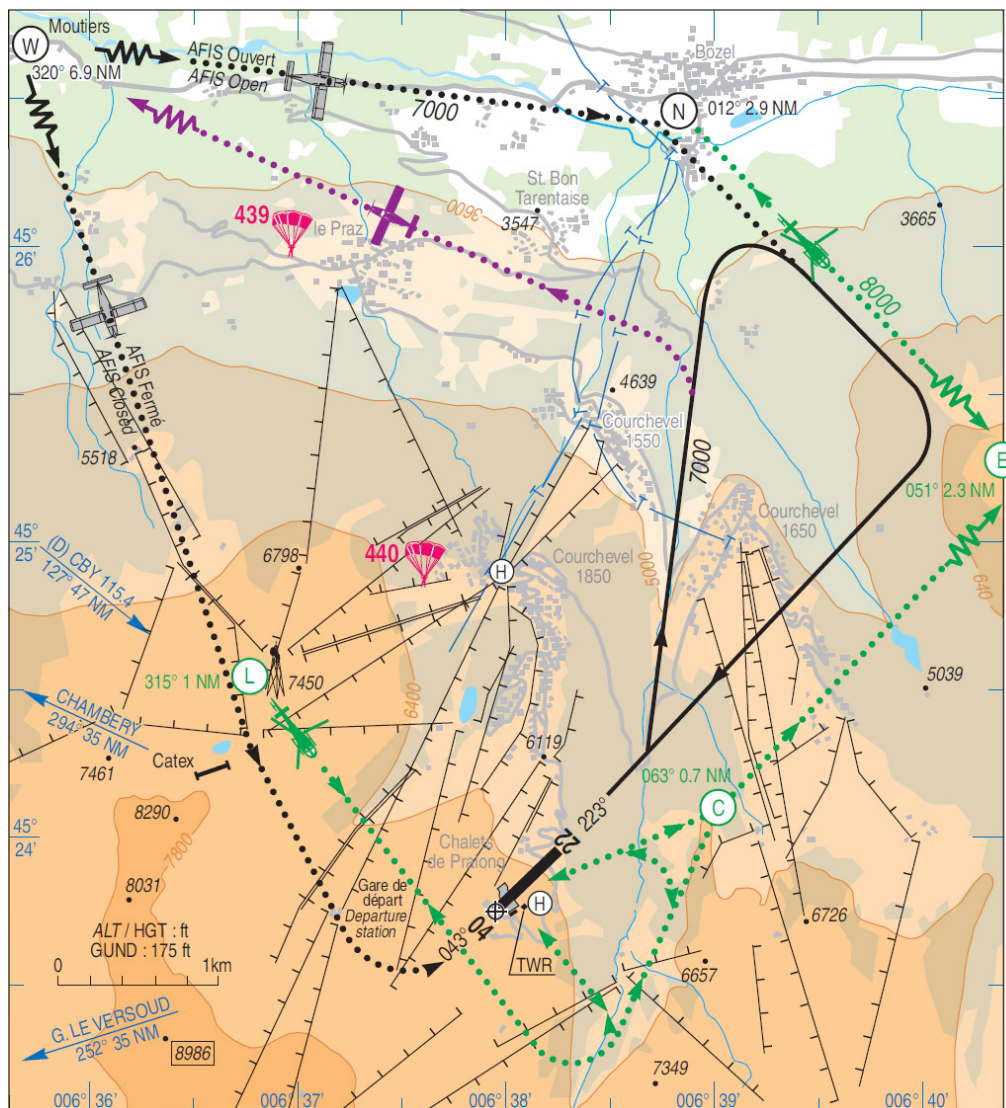 W
Moutiers
320° 6.9 NM
AFIS Ouvert
AFIS Open
7000
Bozel
N
012° 2.9 NM
3600
St. Bon
Tarentaise
3547
3665
439
le Praz
45°
26'
8000
AFIS Fermé
AFIS Closed
5518
4639
Courchevel
1550
7000
E
051° 2.3 NM
45°
25'
(D) CBY 115.4
127° 47 NM
6798
440
H
Courchevel
1850
5000
Courchevel
1650
640
L
315° 1 NM
7450
6400
5039
CHAMBERY
294° 35 NM
7461
Catex
6119
063° 0.7 NM
C
8290
7800
45°
24'
Chalets
de Pralong
22
223°
8031
Gare de
départ
Departure
station
043°
04
H
TWR
6726
6657
ALT / HGT : ft
GUND : 175 ft
0
1km
G. LE VERSOUD
252° 35 NM
8986
7349
006° 36'
006° 37'
006° 38'
006° 39'
006° 40'